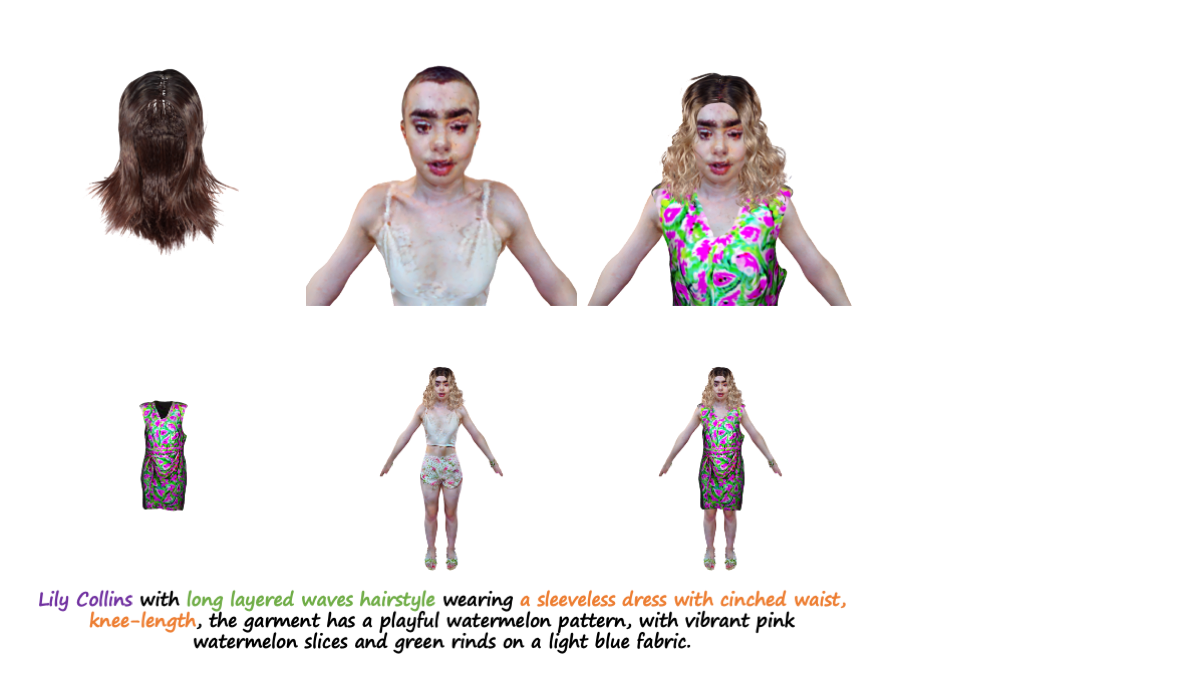 Lily Collins with long layered waves hairstyle wearing a sleeveless dress with cinched waist,
knee-length, the garment has a playful watermelon pattern, with vibrant pink
watermelon slices and green rinds on a light blue fabric.